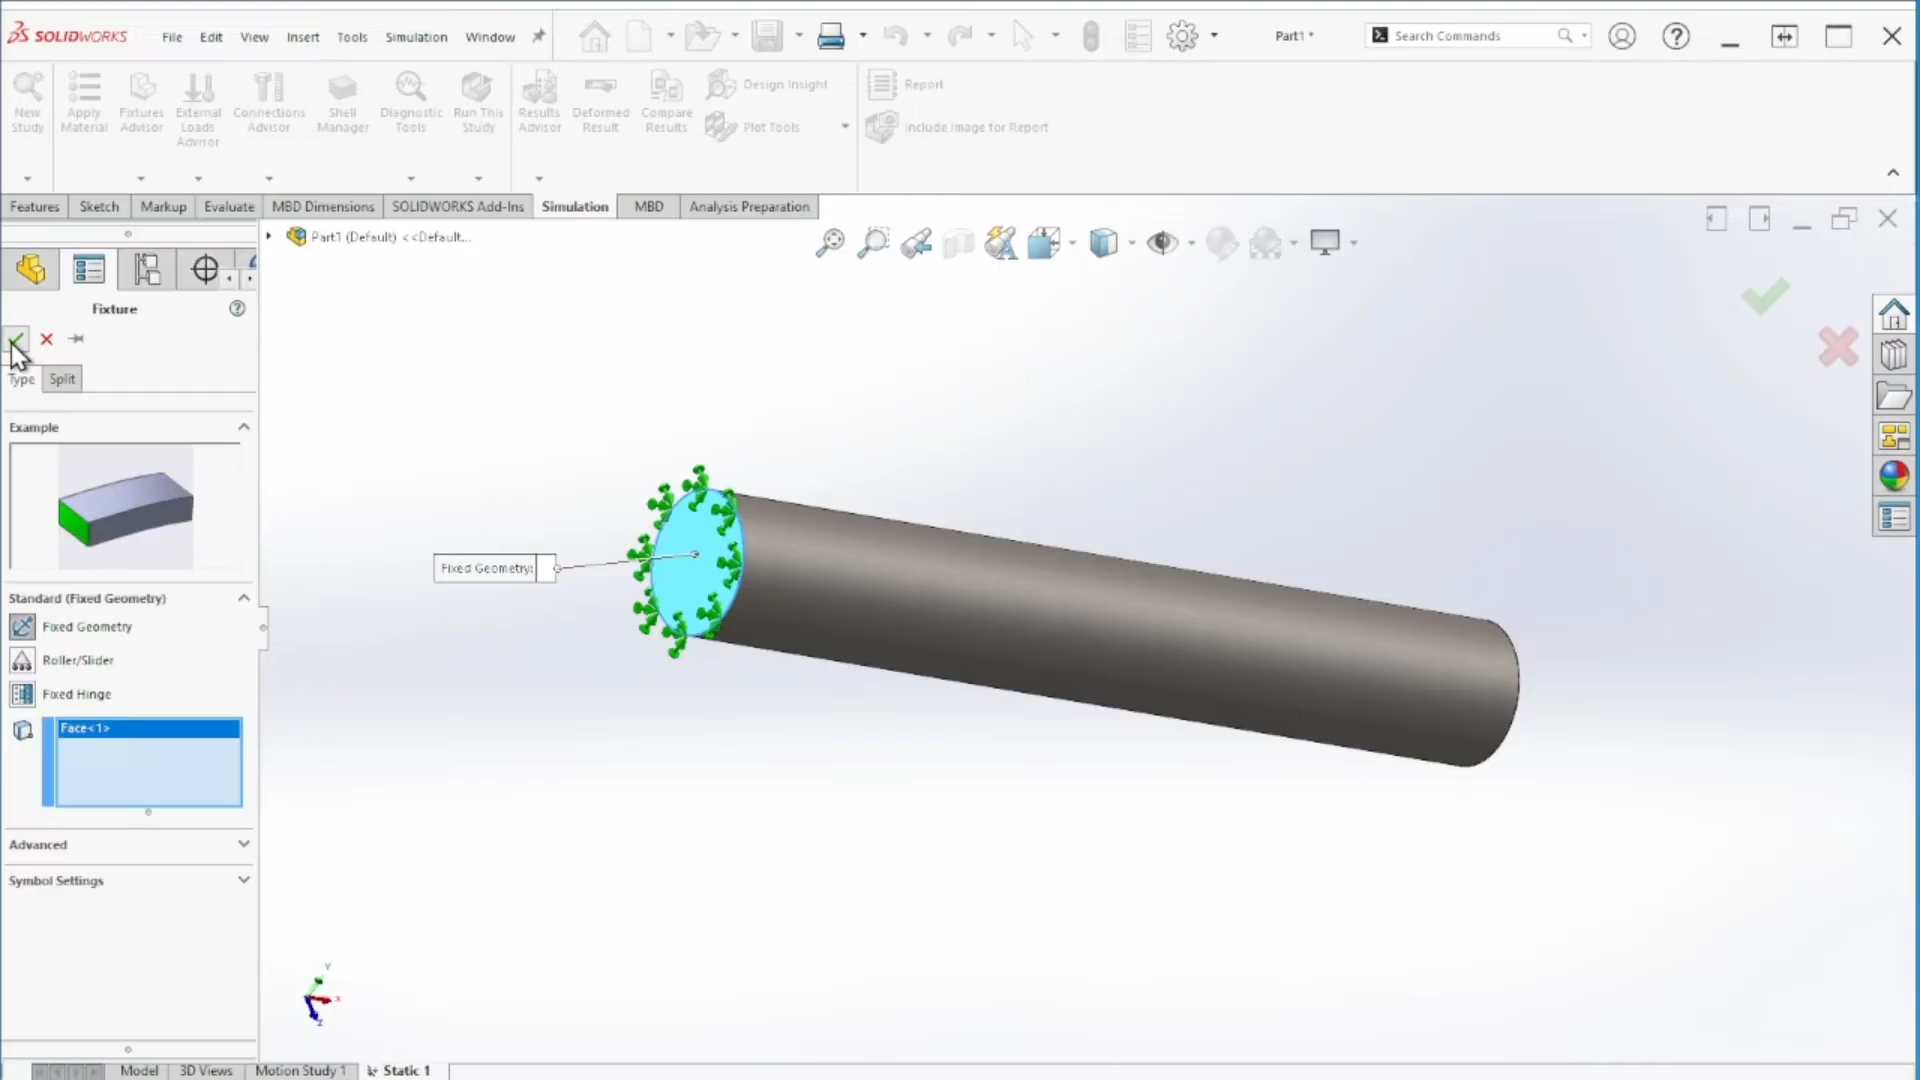 SOLIDWORKS File Edit View Insert Tools Simulation Window Part1 * Search Commands
New Study
Apply Material
Fixtures Advisor
External Loads Advisor
Connections Advisor
Shell Manager
Diagnostic Tools
Run This Study
Results Advisor
Deformed Result
Compare Results
Design Insight
Plot Tools
Report
Include Image for Report
Features Sketch Markup Evaluate MBD Dimensions SOLIDWORKS Add-Ins Simulation MBD Analysis Preparation
Part1 (Default) <<Default...
Fixture
Type Split
Example
Standard (Fixed Geometry)
Fixed Geometry
Roller/Slider
Fixed Hinge
Face<1>
Advanced
Symbol Settings
Fixed Geometry:
Y
X
Z
Model 3D Views Motion Study 1 Static 1